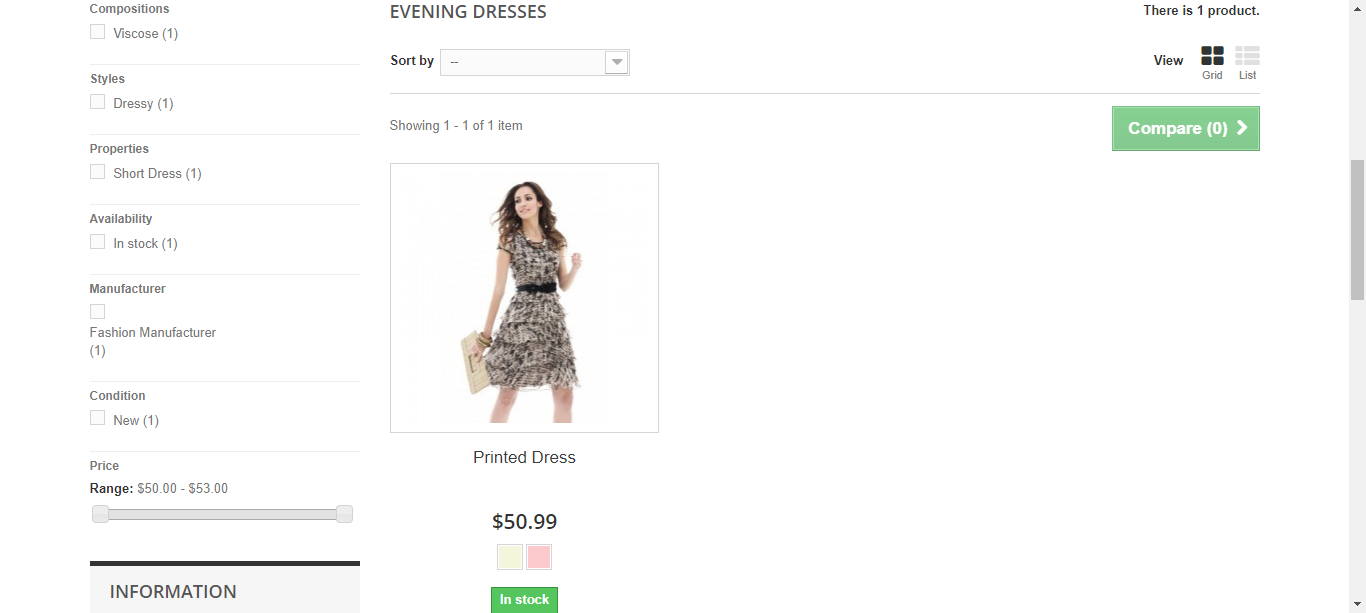 Compositions
Viscose (1)
Styles
Dressy (1)
Properties
Short Dress (1)
Availability
In stock (1)
Manufacturer
Fashion Manufacturer
(1)
Condition
New (1)
Price
Range: $50.00 - $53.00
INFORMATION
EVENING DRESSES
There is 1 product.
Sort by
--
View
Grid
List
Showing 1 - 1 of 1 item
Compare (0)
Printed Dress
$50.99
In stock